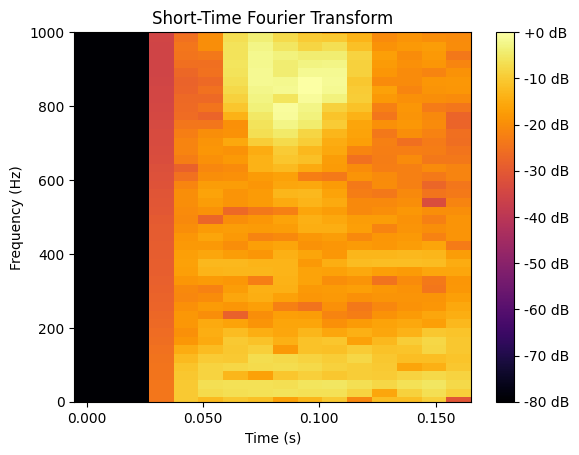 Short-Time Fourier Transform
1000
800
600
400
200
0
Frequency (Hz)
0.000
0.050
0.100
0.150
Time (s)
+0 dB
-10 dB
-20 dB
-30 dB
-40 dB
-50 dB
-60 dB
-70 dB
-80 dB